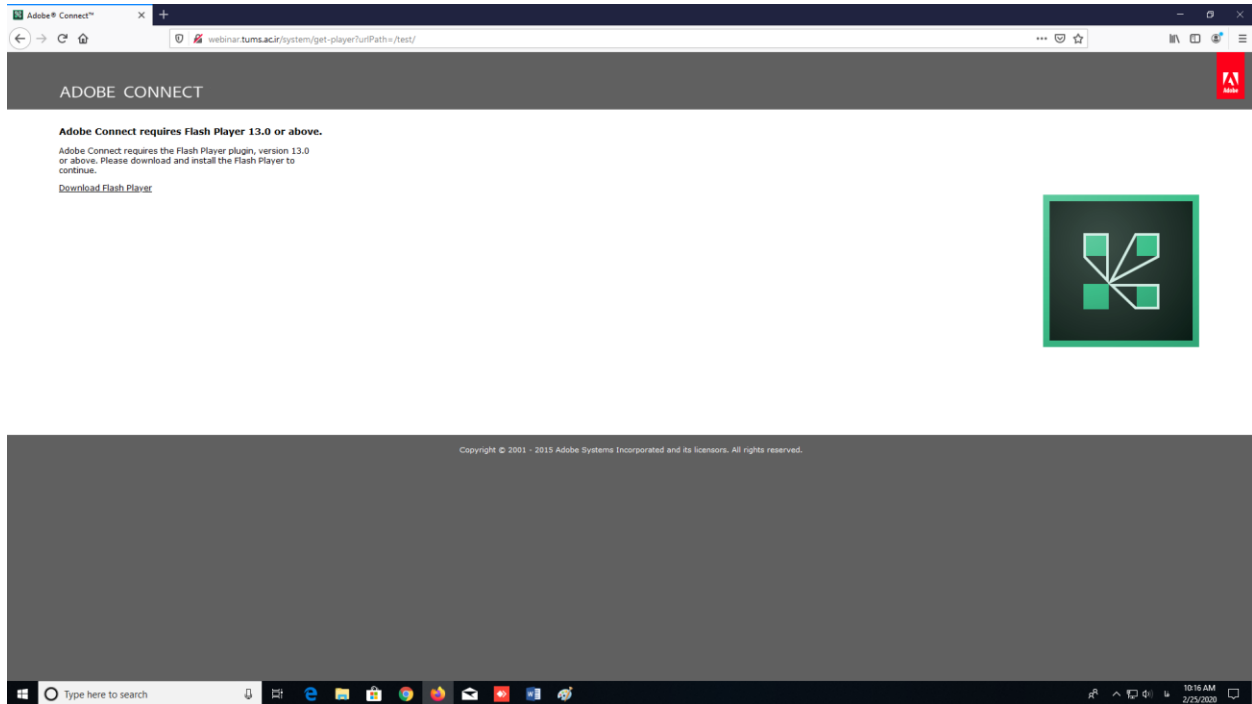 Adobe® Connect™
webinar.tums.ac.ir/system/get-player?urlPath=/test/
ADOBE CONNECT
Adobe
Adobe Connect requires Flash Player 13.0 or above.
Adobe Connect requires the Flash Player plugin, version 13.0
or above. Please download and install the Flash Player to
continue.
Download Flash Player
Copyright © 2001 - 2015 Adobe Systems Incorporated and its licensors. All rights reserved.
Type here to search
فا
10:16 AM
2/25/2020